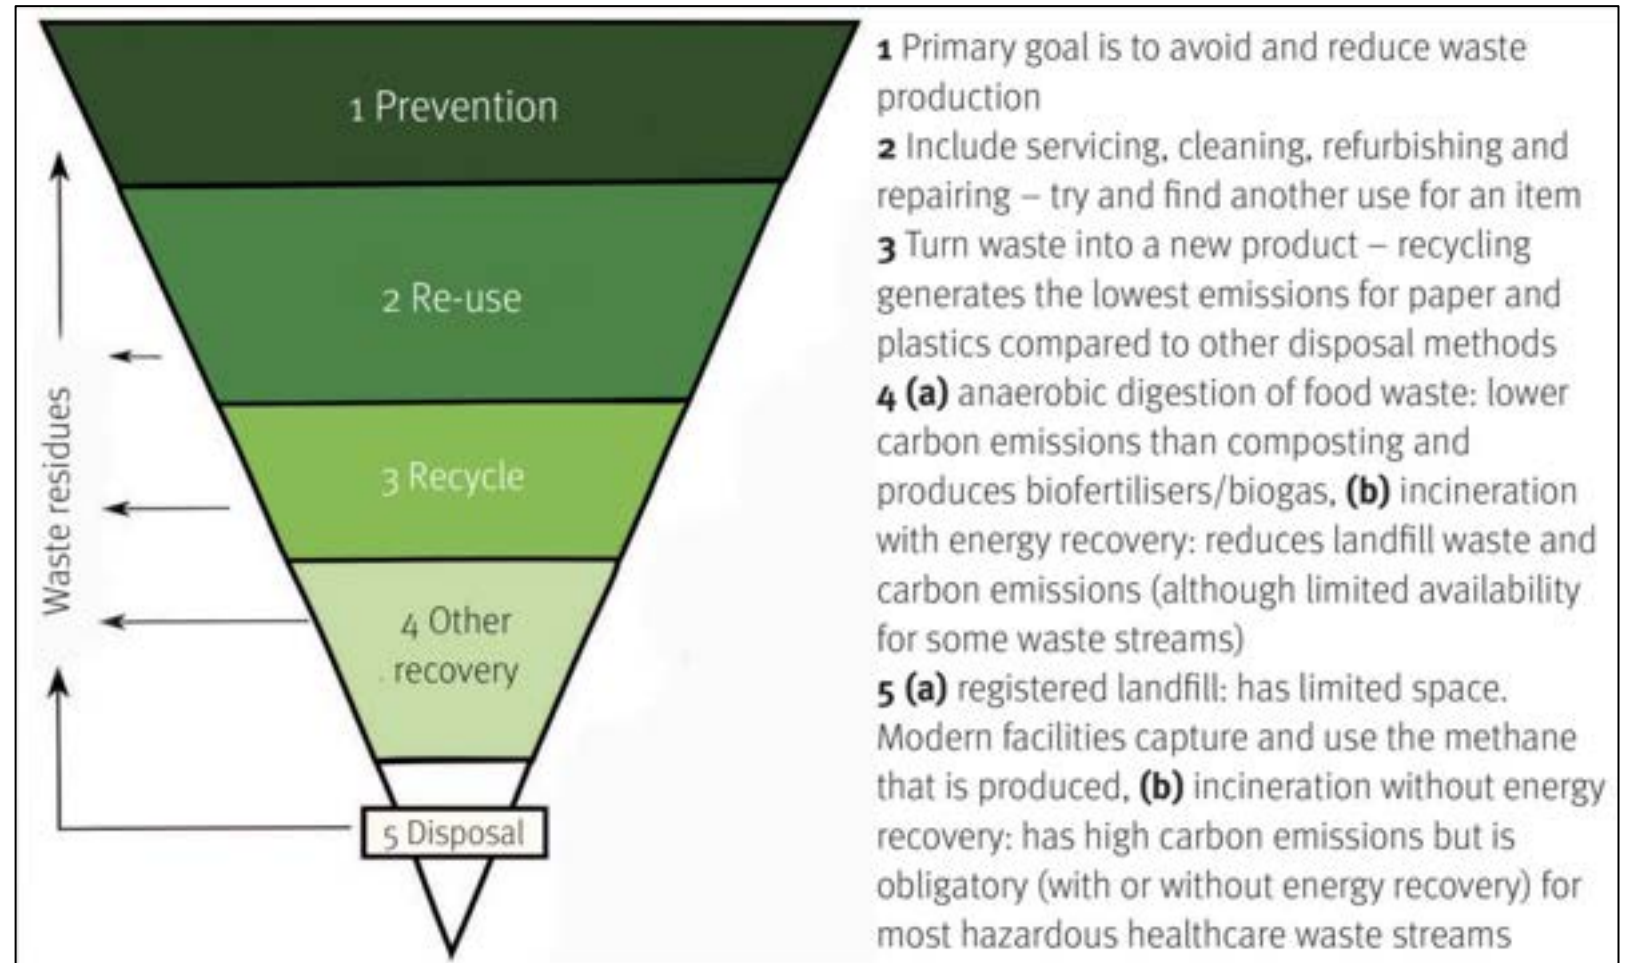 1 Prevention
2 Re-use
3 Recycle
4 Other
recovery
5 Disposal
Waste residues
1 Primary goal is to avoid and reduce waste
production
2 Include servicing, cleaning, refurbishing and
repairing – try and find another use for an item
3 Turn waste into a new product – recycling
generates the lowest emissions for paper and
plastics compared to other disposal methods
4 (a) anaerobic digestion of food waste: lower
carbon emissions than composting and
produces biofertilisers/biogas, (b) incineration
with energy recovery: reduces landfill waste and
carbon emissions (although limited availability
for some waste streams)
5 (a) registered landfill: has limited space.
Modern facilities capture and use the methane
that is produced, (b) incineration without energy
recovery: has high carbon emissions but is
obligatory (with or without energy recovery) for
most hazardous healthcare waste streams